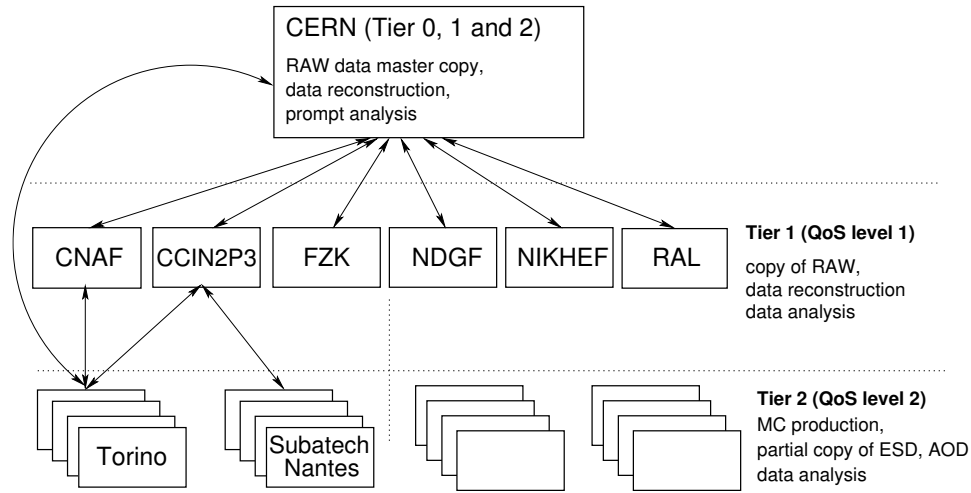 CERN (Tier 0, 1 and 2)
RAW data master copy,
data reconstruction,
prompt analysis
CNAF
CCIN2P3
FZK
NDGF
NIKHEF
RAL
Tier 1 (QoS level 1)
copy of RAW,
data reconstruction
data analysis
Torino
Subatech
Nantes
Tier 2 (QoS level 2)
MC production,
partial copy of ESD, AOD
data analysis